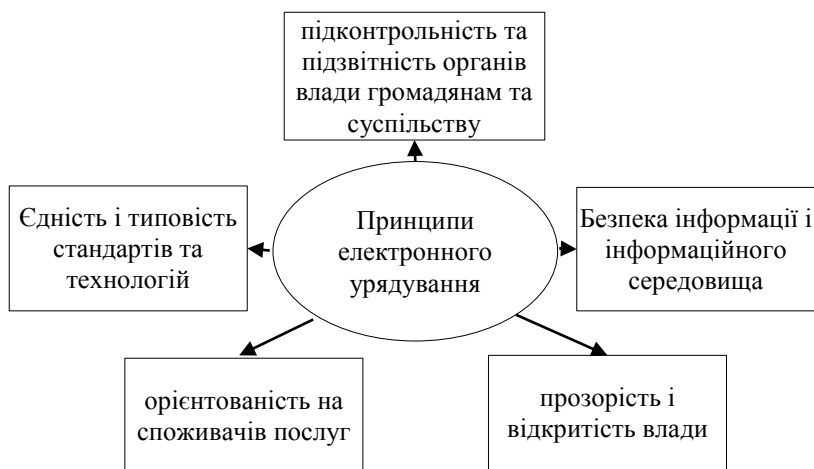 підконтрольність та
підзвітність органів
влади громадянам та
суспільству
Єдність і типовість
стандартів та
технологій
Принципи
електронного
урядування
Безпека інформації і
інформаційного
середовища
орієнтованість на
споживачів послуг
прозорість і
відкритість влади